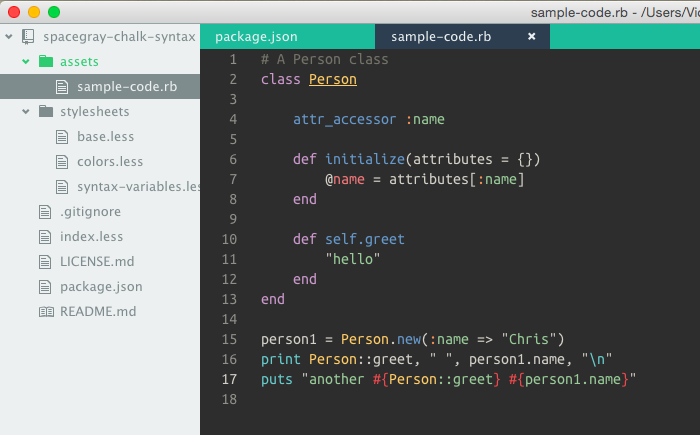 sample-code.rb - /Users/Vic
spacegray-chalk-syntax
assets
sample-code.rb
stylesheets
base.less
colors.less
syntax-variables.les
.gitignore
index.less
LICENSE.md
package.json
README.md
package.json
sample-code.rb ×
1 # A Person class
2 class Person
3
4     attr_accessor :name
5
6     def initialize(attributes = {})
7         @name = attributes[:name]
8     end
9
10     def self.greet
11         "hello"
12     end
13 end
14
15 person1 = Person.new(:name => "Chris")
16 print Person::greet, " ", person1.name, "\n"
17 puts "another #{Person::greet} #{person1.name}"
18